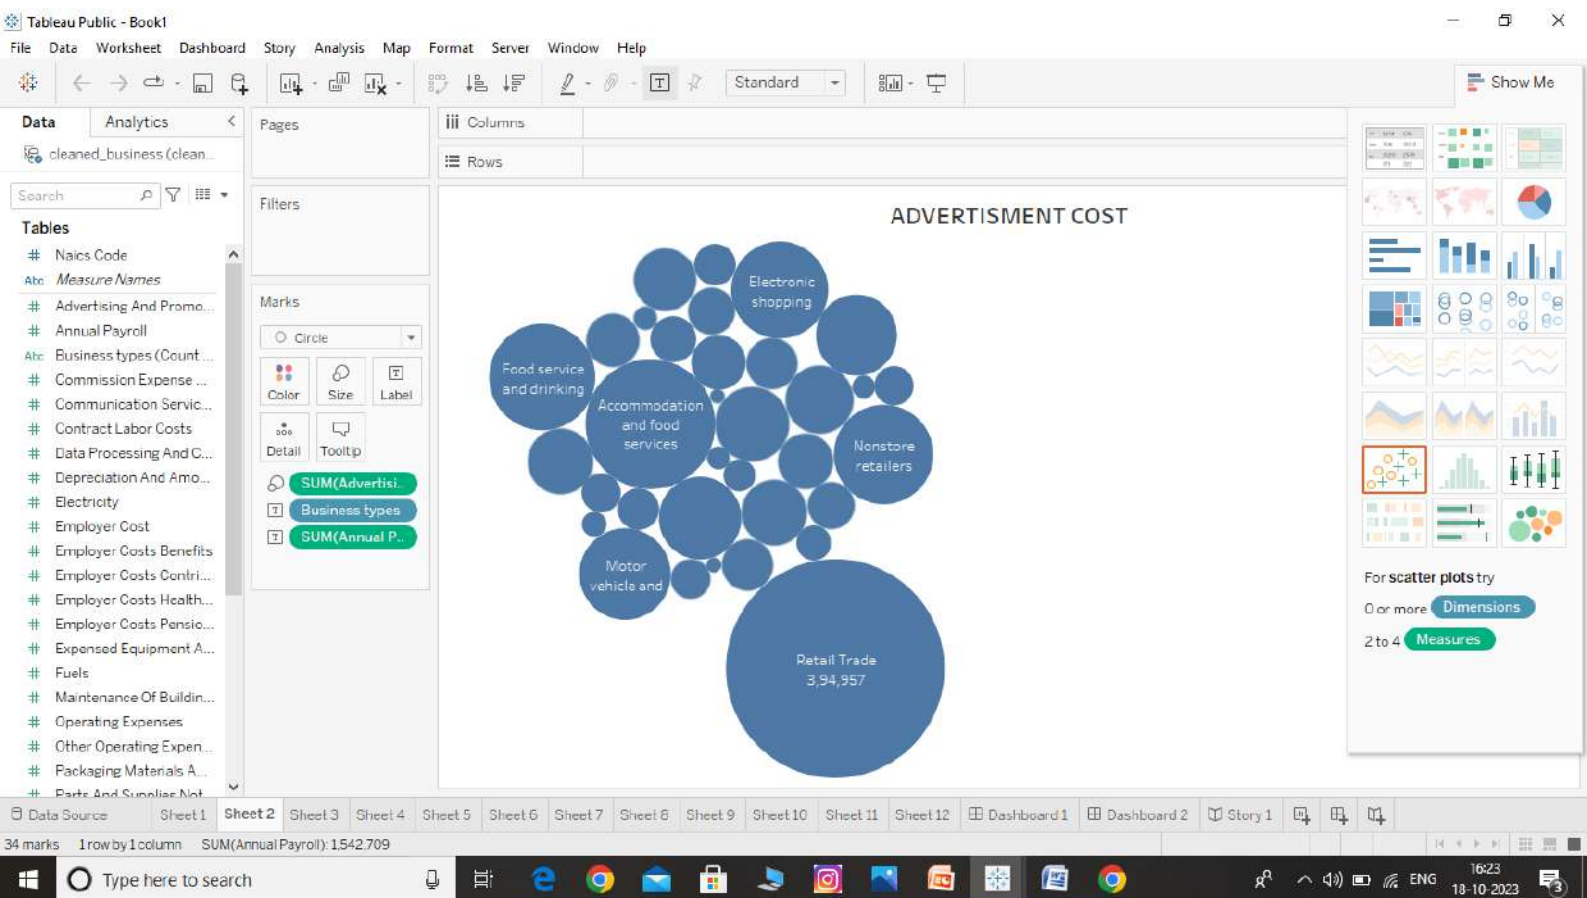 Tableau Public - Book1
File Data Worksheet Dashboard Story Analysis Map Format Server Window Help
Standard
Show Me
Data Analytics
cleaned_business (clean...
Search
Tables
# Naics Code
Abc Measure Names
# Advertising And Promo...
# Annual Payroll
Abc Business types (Count ...
# Commission Expense ...
# Communication Servic...
# Contract Labor Costs
# Data Processing And C...
# Depreciation And Amo...
# Electricity
# Employer Cost
# Employer Costs Benefits
# Employer Costs Contri...
# Employer Costs Health...
# Employer Costs Pensio...
# Expensed Equipment A...
# Fuels
# Maintenance Of Buildin...
# Operating Expenses
# Other Operating Expen...
# Packaging Materials A...
# Parts And Supplies Not
Pages
Filters
Marks
Circle
Color Size Label
Detail Tooltip
SUM(Advertisi..
Business types
SUM(Annual P..
Columns
Rows
ADVERTISMENT COST
Electronic
shopping
Food service
and drinking
Accommodation
and food
services
Nonstore
retailers
Motor
vehicle and
Retail Trade
3,94,957
For scatter plots try
0 or more Dimensions
2 to 4 Measures
Data Source Sheet 1 Sheet 2 Sheet 3 Sheet 4 Sheet 5 Sheet 6 Sheet 7 Sheet 8 Sheet 9 Sheet 10 Sheet 11 Sheet 12 Dashboard 1 Dashboard 2 Story 1
34 marks 1 row by 1 column SUM(Annual Payroll): 1,542,709
Type here to search
ENG
16:23
18-10-2023
3